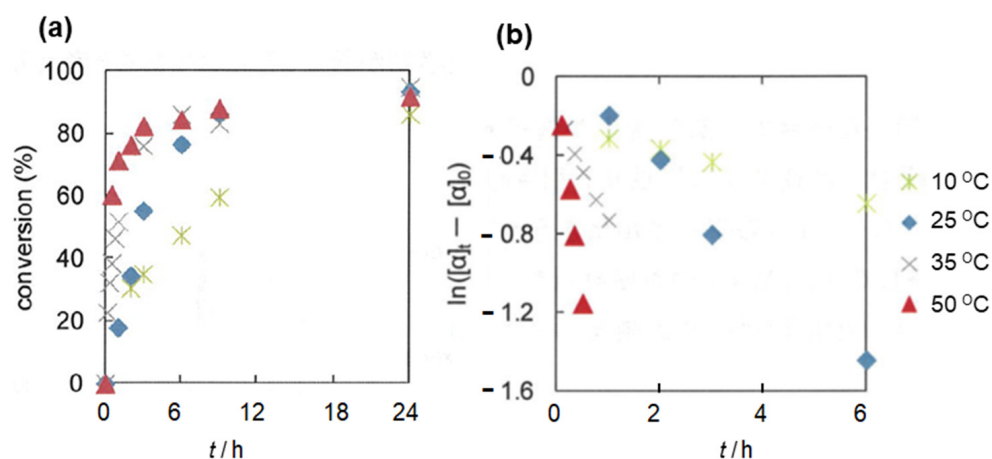 (a)
100
80
60
40
20
0
conversion (%)
0 6 12 18 24
t / h
(b)
0
- 0.4
- 0.8
- 1.2
- 1.6
ln([α]t − [α]0)
0 2 4 6
t / h
10 °C
25 °C
35 °C
50 °C